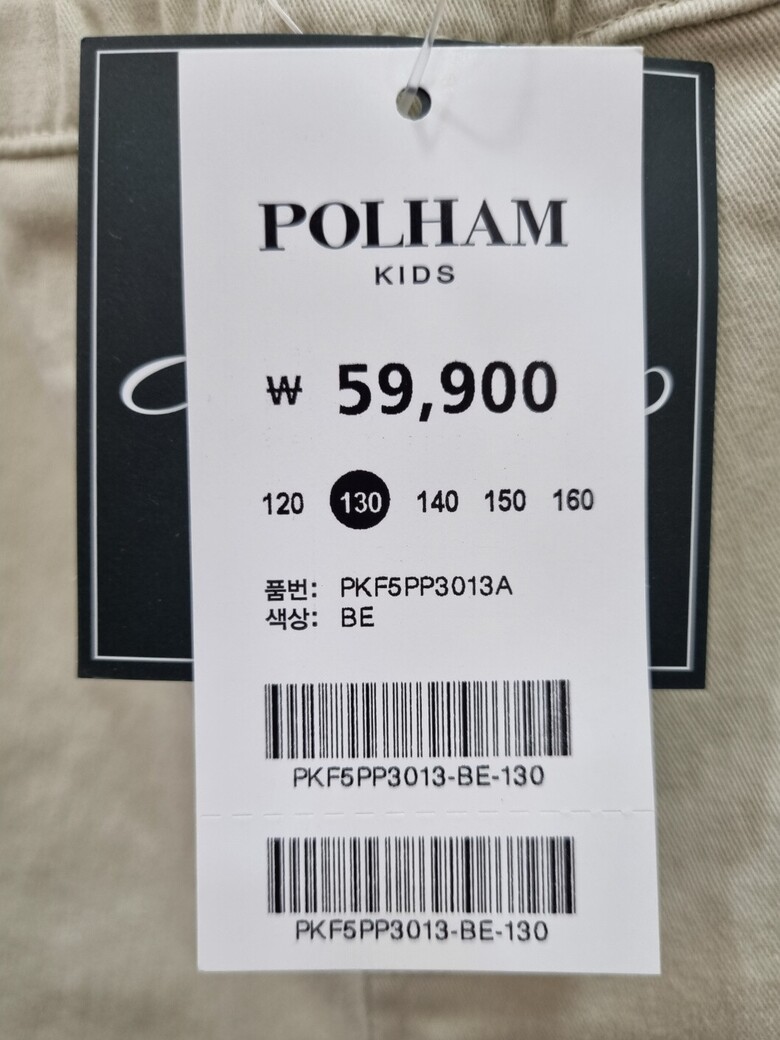 POLHAM
KIDS
₩ 59,900
120 130 140 150 160
품번: PKF5PP3013A
색상: BE
PKF5PP3013-BE-130
PKF5PP3013-BE-130